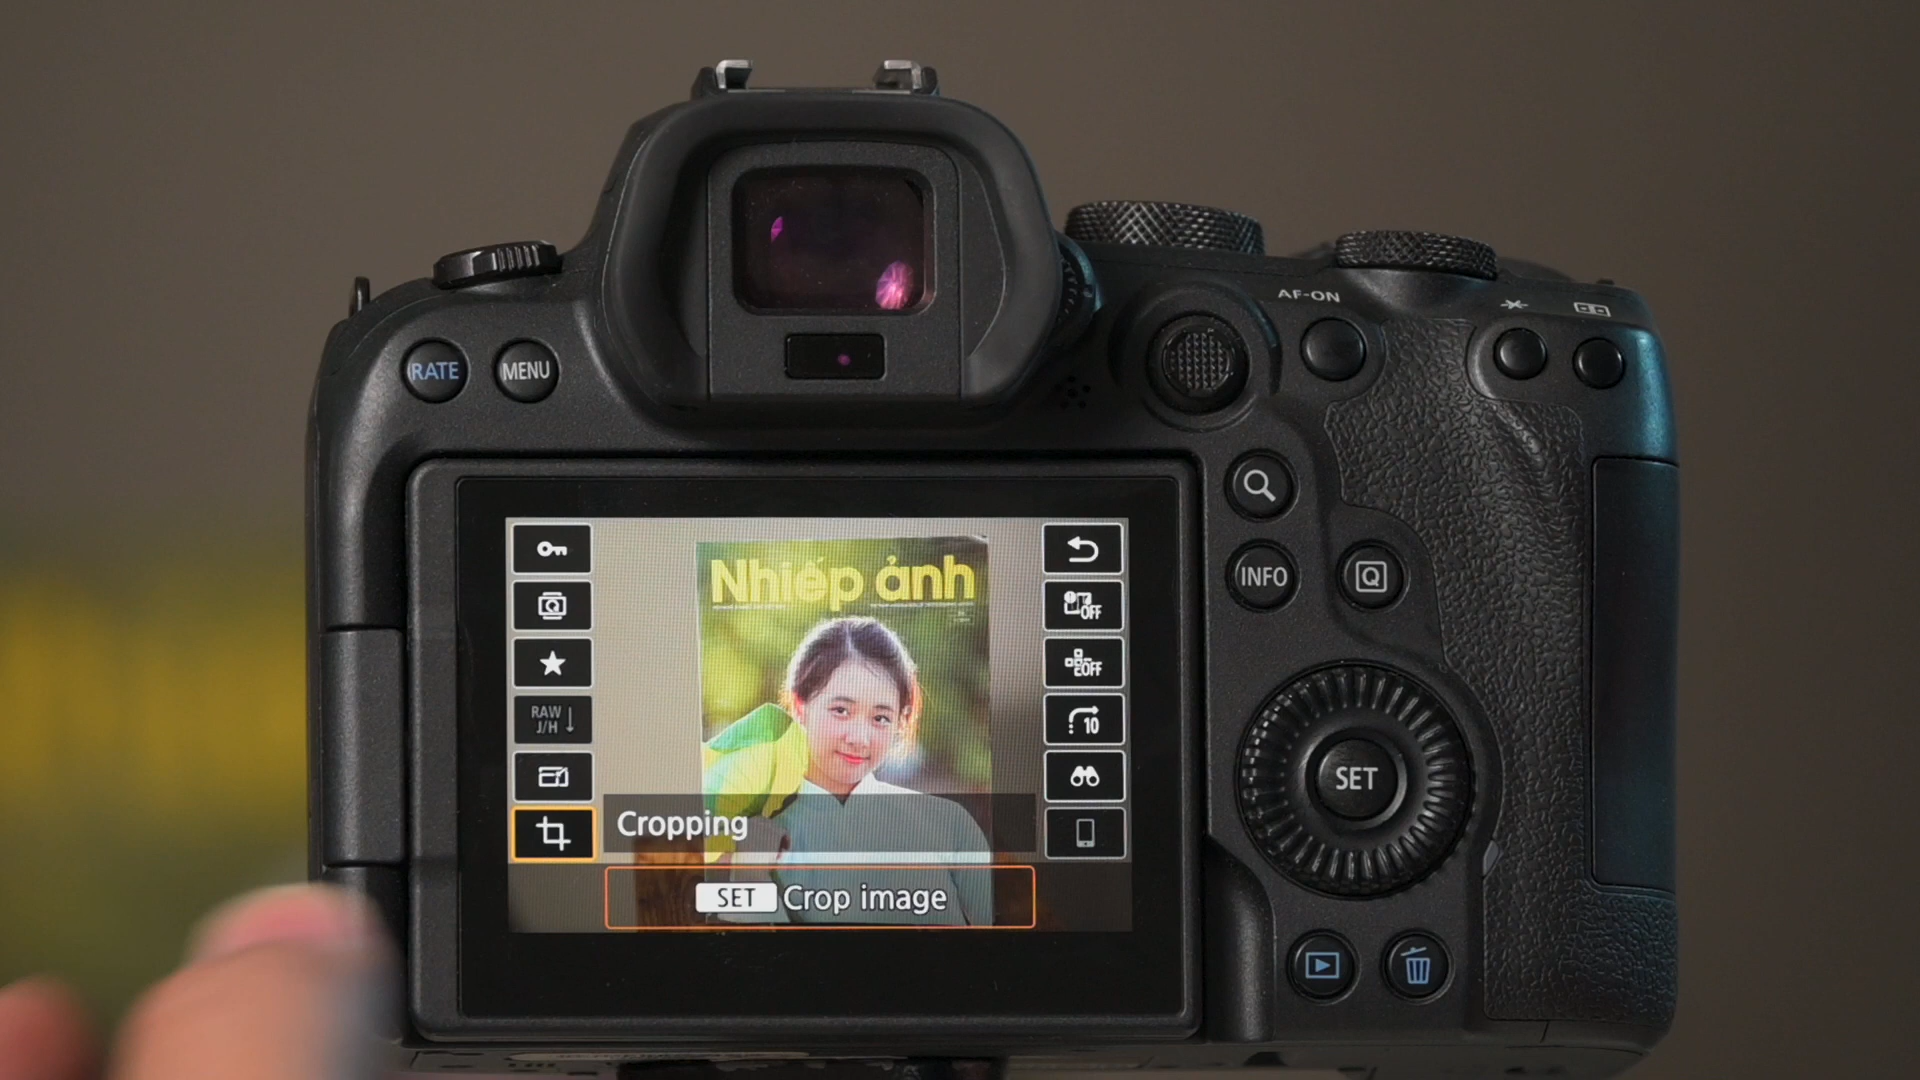 AF-ON
RATE
MENU
Nhiếp ảnh
INFO
Q
Q
OFF
OFF
RAW
J/H
10
SET
Cropping
SET Crop image